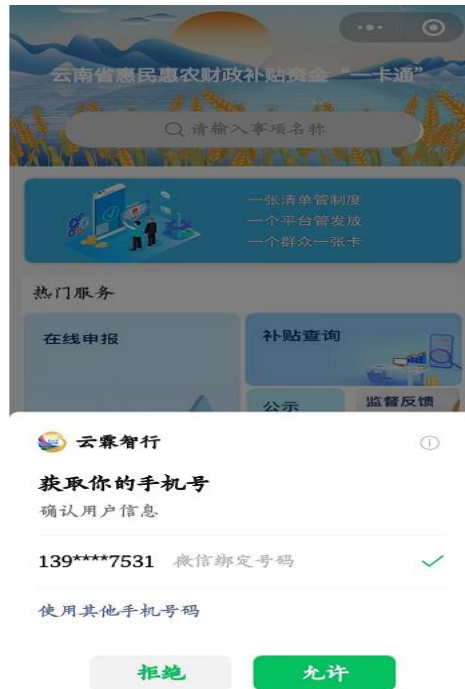 云南省惠民惠农财政补贴资金“一卡通”
请输入事项名称
一张清单管制度
一个平台管发放
一个群众一张卡
热门服务
在线申报
补贴查询
公示
监督反馈
云霖智行
获取你的手机号
确认用户信息
139****7531 微信绑定号码
使用其他手机号码
拒绝 允许